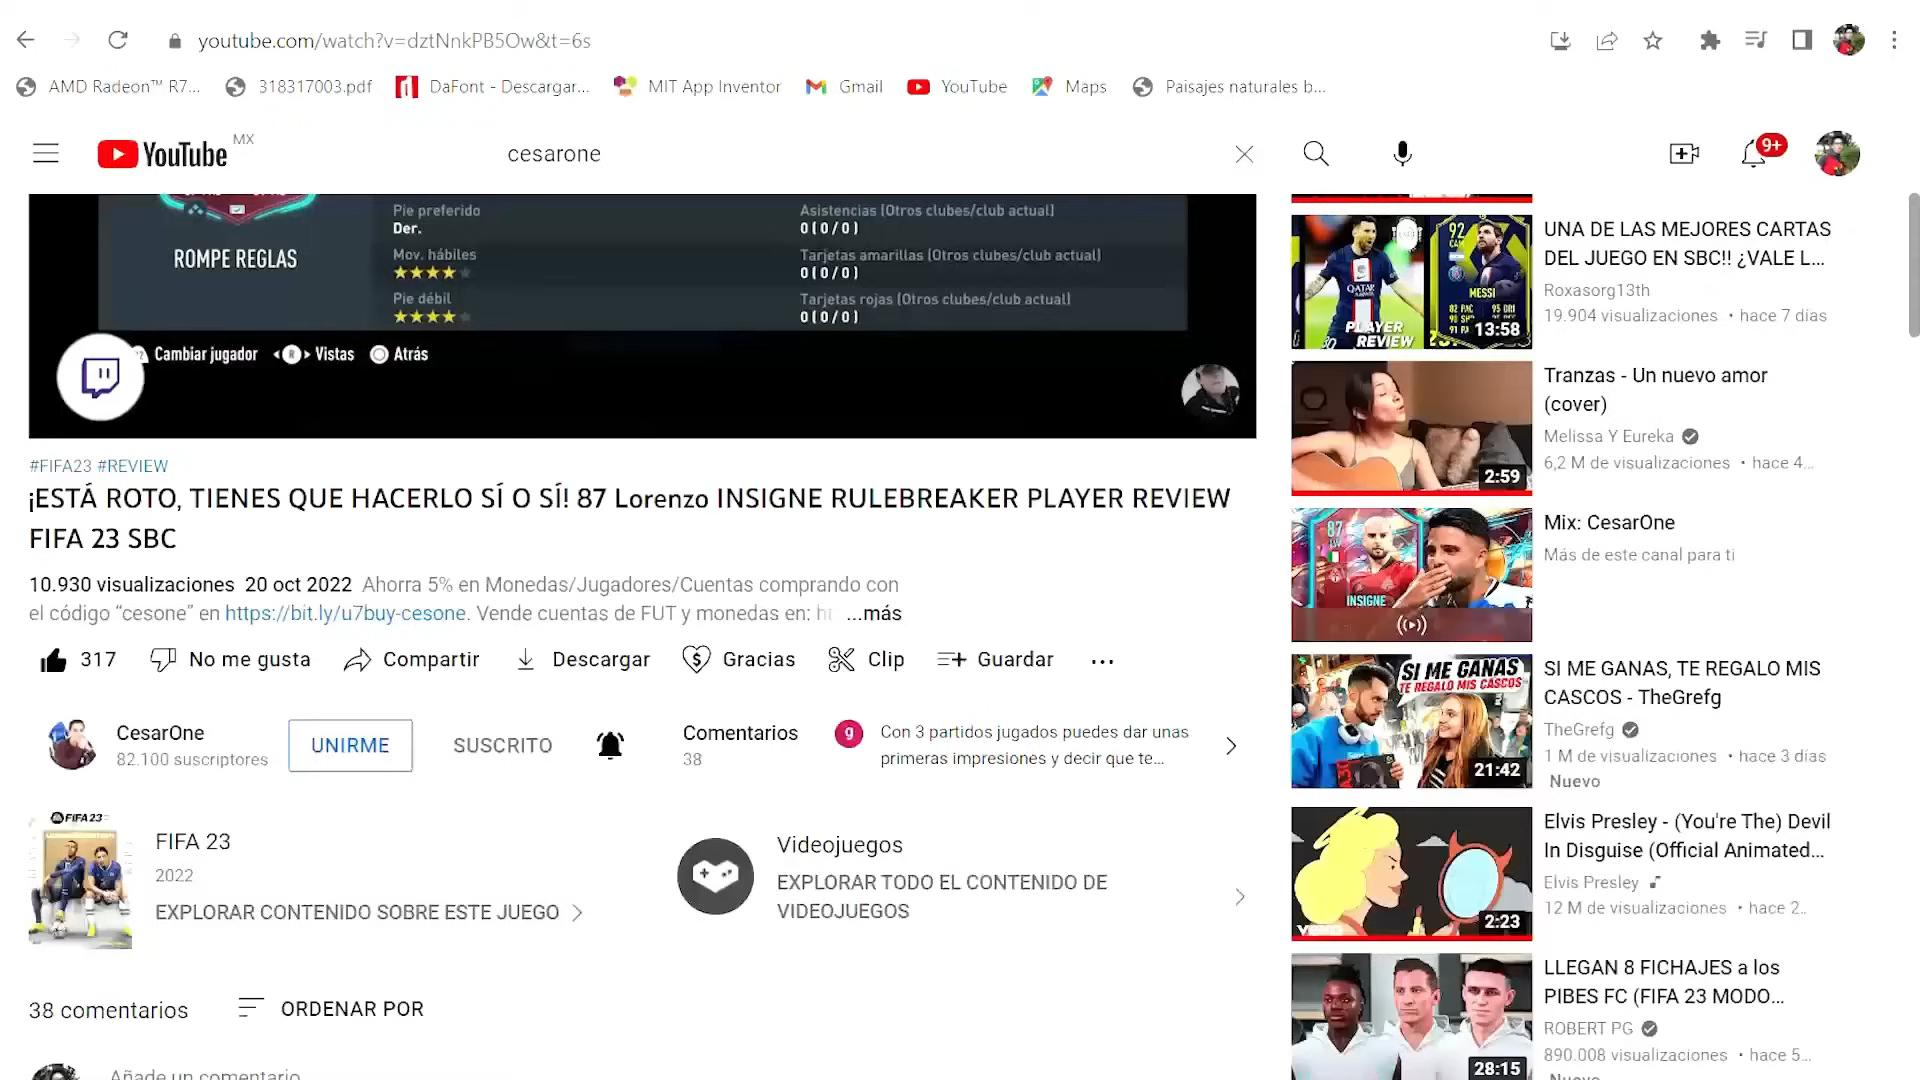 youtube.com/watch?v=dztNnkPB5Ow&t=6s
AMD Radeon™ R7... 318317003.pdf DaFont - Descargar... MIT App Inventor Gmail YouTube Maps Paisajes naturales b...
YouTube MX cesarone 9+
Pie preferido
Der.
Mov. hábiles
Pie débil
Asistencias (Otros clubes/club actual)
0 ( 0 / 0 )
Tarjetas amarillas (Otros clubes/club actual)
0 ( 0 / 0 )
Tarjetas rojas (Otros clubes/club actual)
0 ( 0 / 0 )
ROMPE REGLAS
Cambiar jugador R Vistas Atrás
#FIFA23 #REVIEW
¡ESTÁ ROTO, TIENES QUE HACERLO SÍ O SÍ! 87 Lorenzo INSIGNE RULEBREAKER PLAYER REVIEW
FIFA 23 SBC
10.930 visualizaciones 20 oct 2022 Ahorra 5% en Monedas/Jugadores/Cuentas comprando con
el código “cesone” en https://bit.ly/u7buy-cesone. Vende cuentas de FUT y monedas en: ...más
317 No me gusta Compartir Descargar Gracias Clip Guardar ...
CesarOne
82.100 suscriptores
UNIRME
SUSCRITO
Comentarios
38
g
Con 3 partidos jugados puedes dar unas
primeras impresiones y decir que te...
FIFA 23
FIFA 23
2022
EXPLORAR CONTENIDO SOBRE ESTE JUEGO
Videojuegos
EXPLORAR TODO EL CONTENIDO DE
VIDEOJUEGOS
38 comentarios ORDENAR POR
Añade un comentario
92
CAM
MESSI
QATAR
PLAYER
REVIEW
13:58
UNA DE LAS MEJORES CARTAS
DEL JUEGO EN SBC!! ¿VALE L...
Roxasorg13th
19.904 visualizaciones • hace 7 días
2:59
Tranzas - Un nuevo amor
(cover)
Melissa Y Eureka
6,2 M de visualizaciones • hace 4...
87
INSIGNE
Mix: CesarOne
Más de este canal para ti
SI ME GANAS
TE REGALO MIS CASCOS
21:42
SI ME GANAS, TE REGALO MIS
CASCOS - TheGrefg
TheGrefg
1 M de visualizaciones • hace 3 días
Nuevo
vevo
2:23
Elvis Presley - (You're The) Devil
In Disguise (Official Animated...
Elvis Presley
12 M de visualizaciones • hace 2..
28:15
LLEGAN 8 FICHAJES a los
PIBES FC (FIFA 23 MODO...
ROBERT PG
890.008 visualizaciones • hace 5...
Nuevo